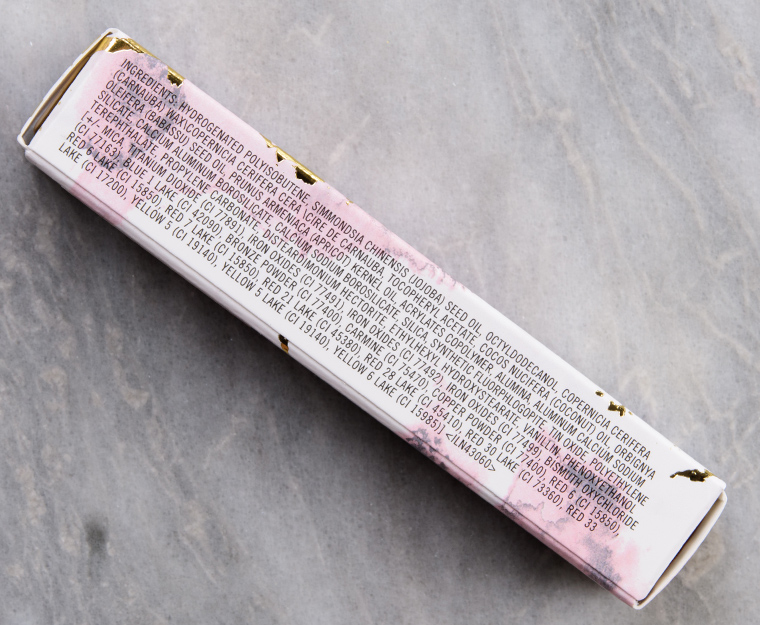 INGREDIENTS: HYDROGENATED POLYISOBUTENE, SIMMONDSIA CHINENSIS (JOJOBA) SEED OIL, OCTYLDODECANOL, COPERNICIA CERIFERA
(CARNAUBA) WAX\COPERNICIA CERIFERA CERA \CIRE DE CARNAUBA, TOCOPHERYL ACETATE, COCOS NUCIFERA (COCONUT) OIL, ORBIGNYA
OLEIFERA (BABASSU) SEED OIL, PRUNUS ARMENIACA (APRICOT) KERNEL OIL, ACRYLATES COPOLYMER, ALUMINA, ALUMINUM CALCIUM SODIUM
SILICATE, CALCIUM ALUMINUM BOROSILICATE, CALCIUM SODIUM BOROSILICATE, SILICA, SYNTHETIC FLUORPHLOGOPITE, TIN OXIDE, POLYETHYLENE
TEREPHTHALATE, PROPYLENE CARBONATE, DISTEARDIMONIUM HECTORITE, ETHYLHEXYL HYDROXYSTEARATE, VANILLIN, PHENOXYETHANOL
[+/- MICA, TITANIUM DIOXIDE (CI 77891), IRON OXIDES (CI 77491), IRON OXIDES (CI 77492), IRON OXIDES (CI 77499), BISMUTH OXYCHLORIDE
(CI 77163), BLUE 1 LAKE (CI 42090), BRONZE POWDER (CI 77400), CARMINE (CI 75470), COPPER POWDER (CI 77400), RED 6 (CI 15850),
RED 6 LAKE (CI 15850), RED 7 LAKE (CI 15850), RED 21 LAKE (CI 45380), RED 28 LAKE (CI 45410), RED 30 LAKE (CI 73360), RED 33
LAKE (CI 17200), YELLOW 5 (CI 19140), YELLOW 5 LAKE (CI 19140), YELLOW 6 LAKE (CI 15985)] <ILN43060>